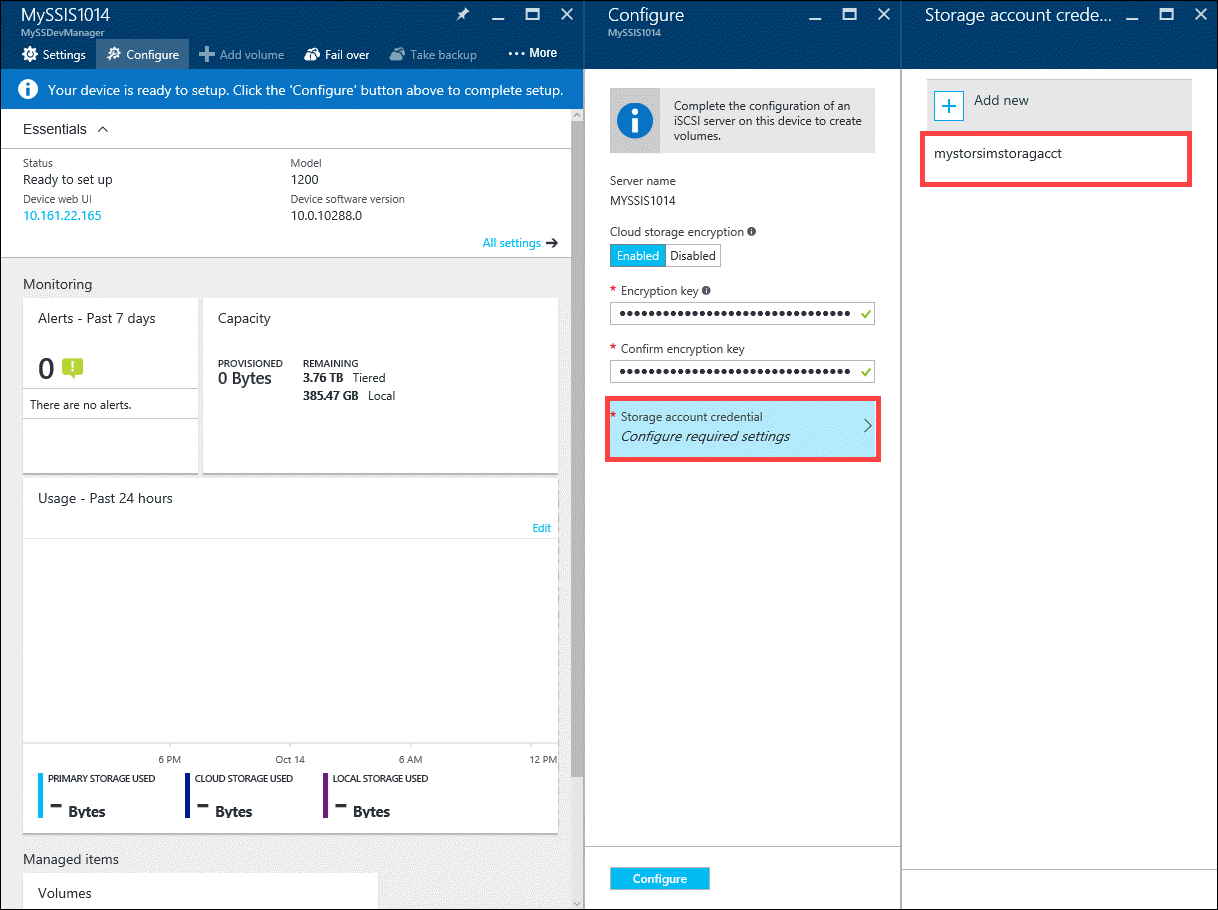 MySSIS1014
MySSDevManager
Settings
Configure
Add volume
Fail over
Take backup
More
Your device is ready to setup. Click the 'Configure' button above to complete setup.
Essentials
Status
Ready to set up
Model
1200
Device web UI
10.161.22.165
Device software version
10.0.10288.0
All settings
Monitoring
Alerts - Past 7 days
0
There are no alerts.
Capacity
PROVISIONED
0 Bytes
REMAINING
3.76 TB Tiered
385.47 GB Local
Usage - Past 24 hours
Edit
6 PM
Oct 14
6 AM
12 PM
PRIMARY STORAGE USED
-- Bytes
CLOUD STORAGE USED
-- Bytes
LOCAL STORAGE USED
-- Bytes
Managed items
Volumes
Configure
MySSIS1014
Complete the configuration of an
iSCSI server on this device to create
volumes.
Server name
MYSSIS1014
Cloud storage encryption
Enabled
Disabled
* Encryption key
* Confirm encryption key
* Storage account credential
Configure required settings
Configure
Storage account crede...
Add new
mystorsimstoragacct